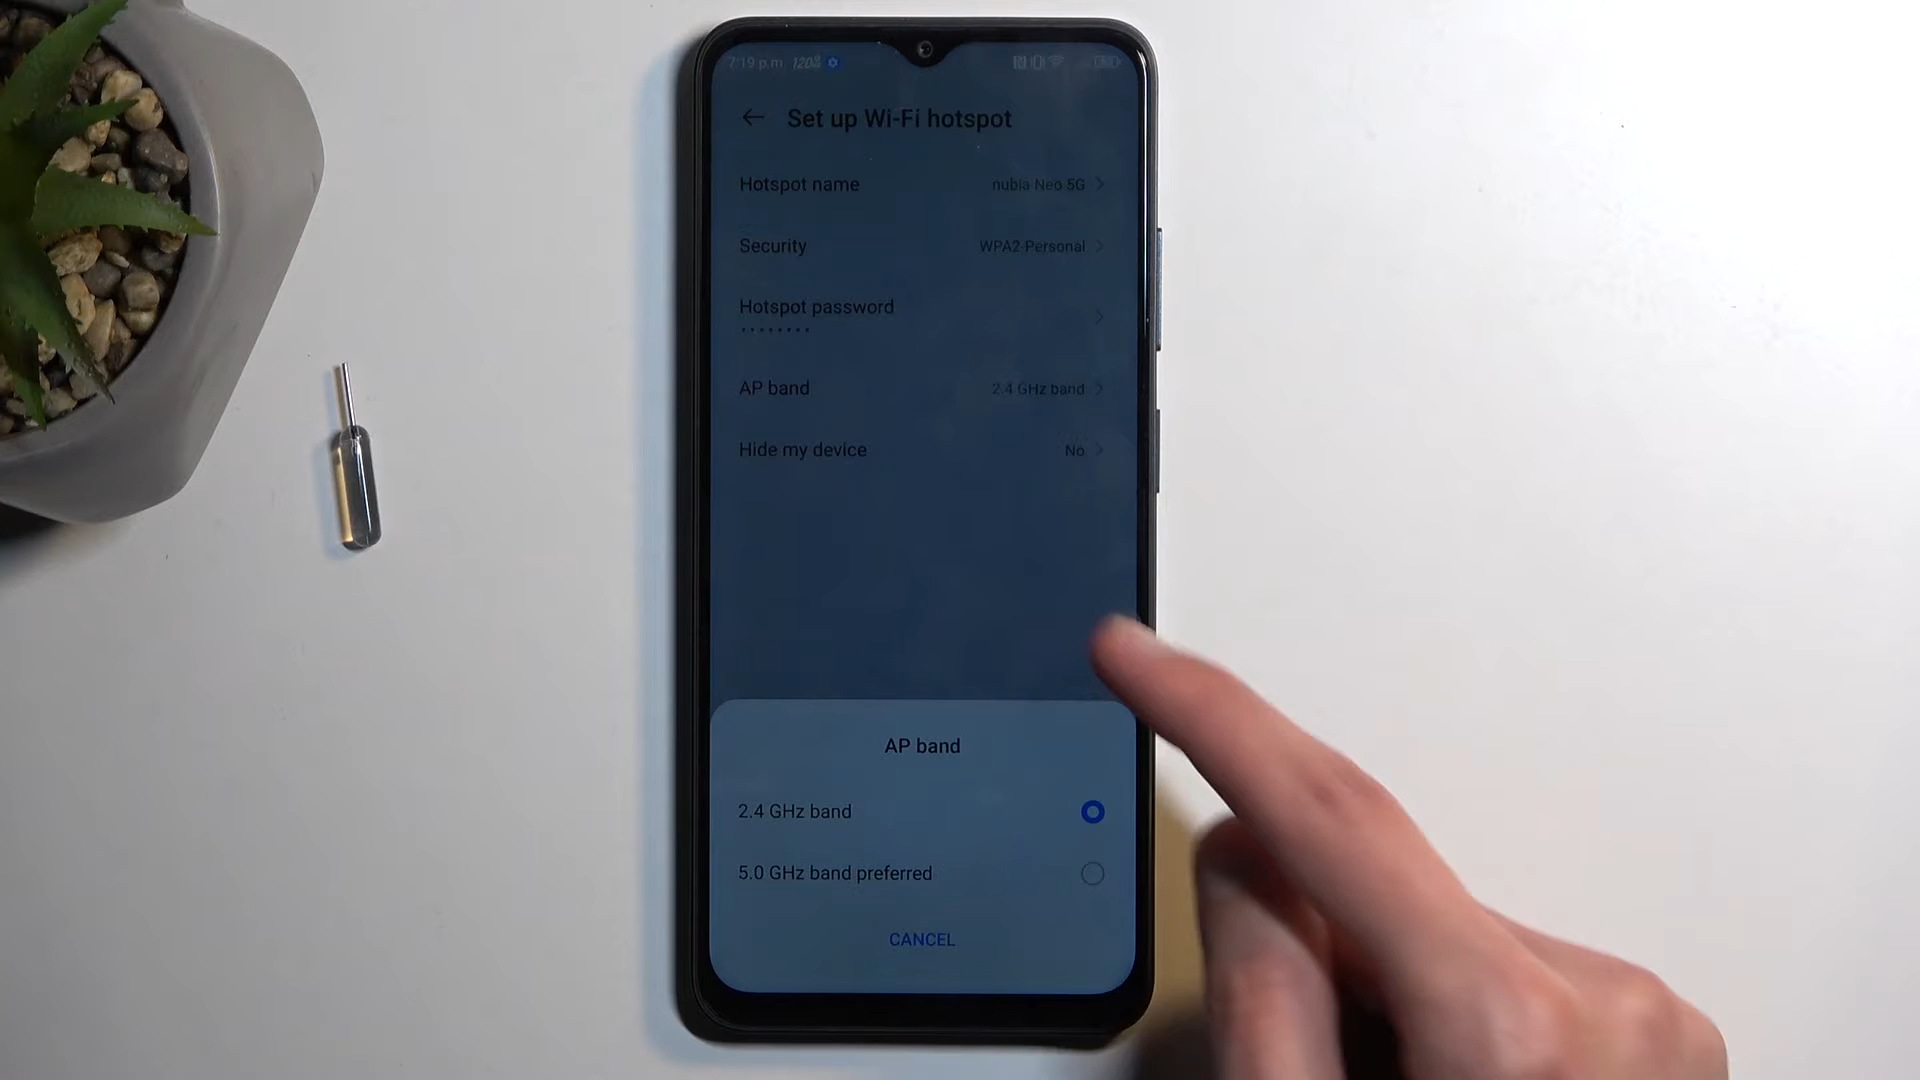 7:19 p.m.
Set up Wi-Fi hotspot
Hotspot name nubia Neo 5G
Security WPA2-Personal
Hotspot password
........
AP band 2.4 GHz band
Hide my device No
AP band
2.4 GHz band
5.0 GHz band preferred
CANCEL